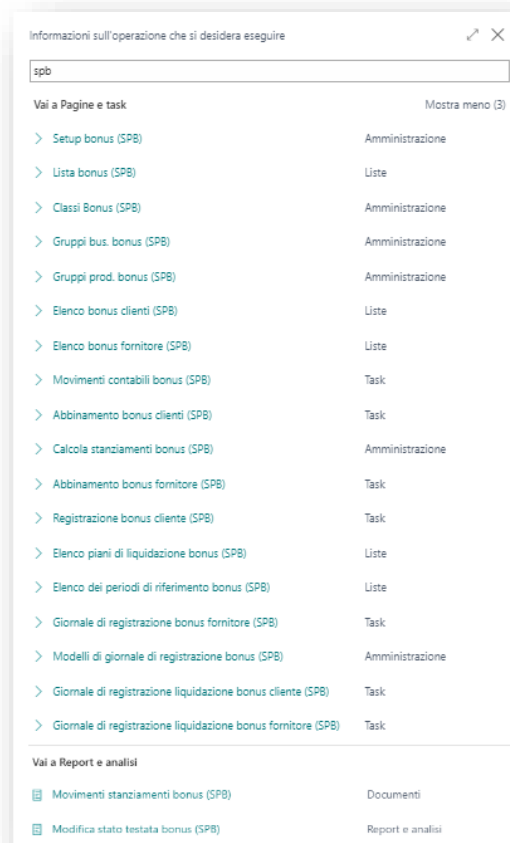 Informazioni sull'operazione che si desidera eseguire
spb
Vai a Pagine e task Mostra meno (3)
Setup bonus (SPB) Amministrazione
Lista bonus (SPB) Liste
Classi Bonus (SPB) Amministrazione
Gruppi bus. bonus (SPB) Amministrazione
Gruppi prod. bonus (SPB) Amministrazione
Elenco bonus clienti (SPB) Liste
Elenco bonus fornitore (SPB) Liste
Movimenti contabili bonus (SPB) Task
Abbinamento bonus clienti (SPB) Task
Calcola stanziamenti bonus (SPB) Amministrazione
Abbinamento bonus fornitore (SPB) Task
Registrazione bonus cliente (SPB) Task
Elenco piani di liquidazione bonus (SPB) Liste
Elenco dei periodi di riferimento bonus (SPB) Liste
Giornale di registrazione bonus fornitore (SPB) Task
Modelli di giornale di registrazione bonus (SPB) Amministrazione
Giornale di registrazione liquidazione bonus cliente (SPB) Task
Giornale di registrazione liquidazione bonus fornitore (SPB) Task
Vai a Report e analisi
Movimenti stanziamenti bonus (SPB) Documenti
Modifica stato testata bonus (SPB) Report e analisi